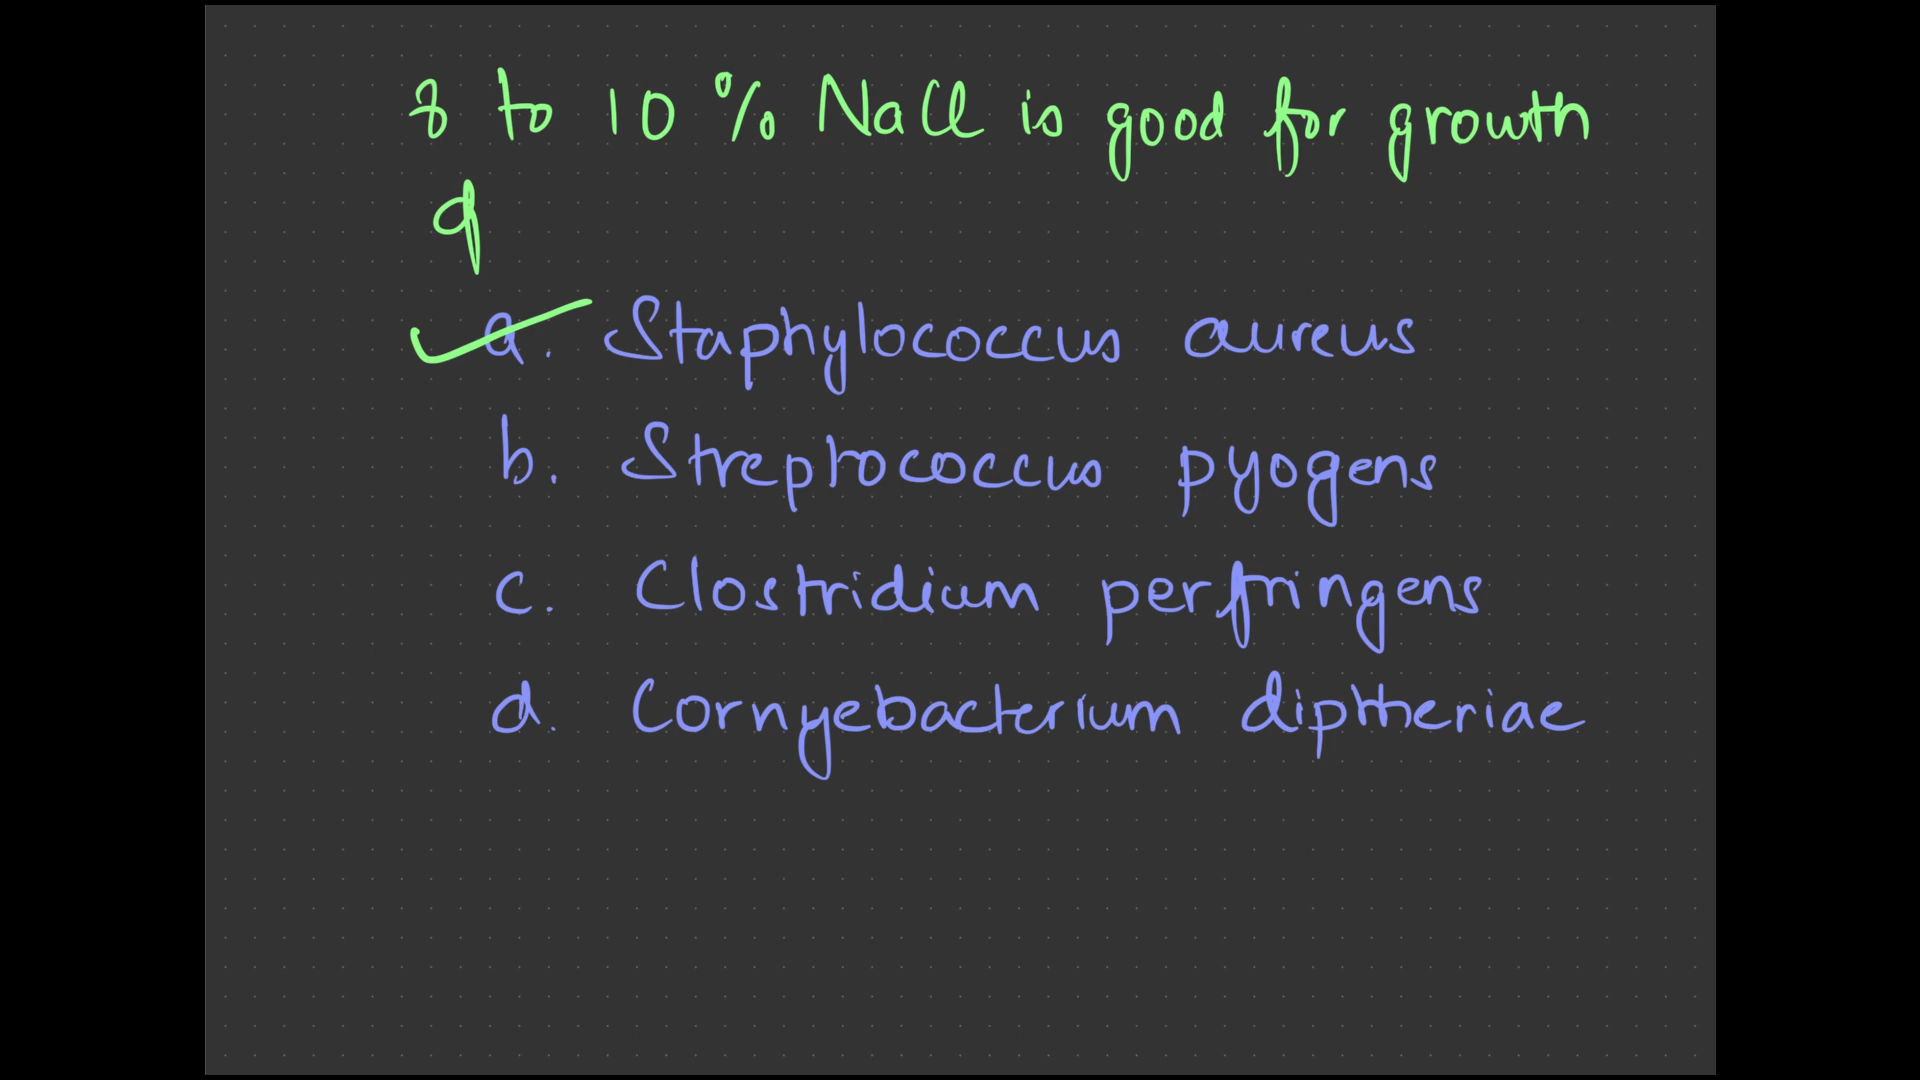 8 to 10 % NaCl is good for growth
of
a. Staphylococcus aureus
b. Streptococcus pyogens
c. Clostridium perfringens
d. Cornyebacterium diptheriae